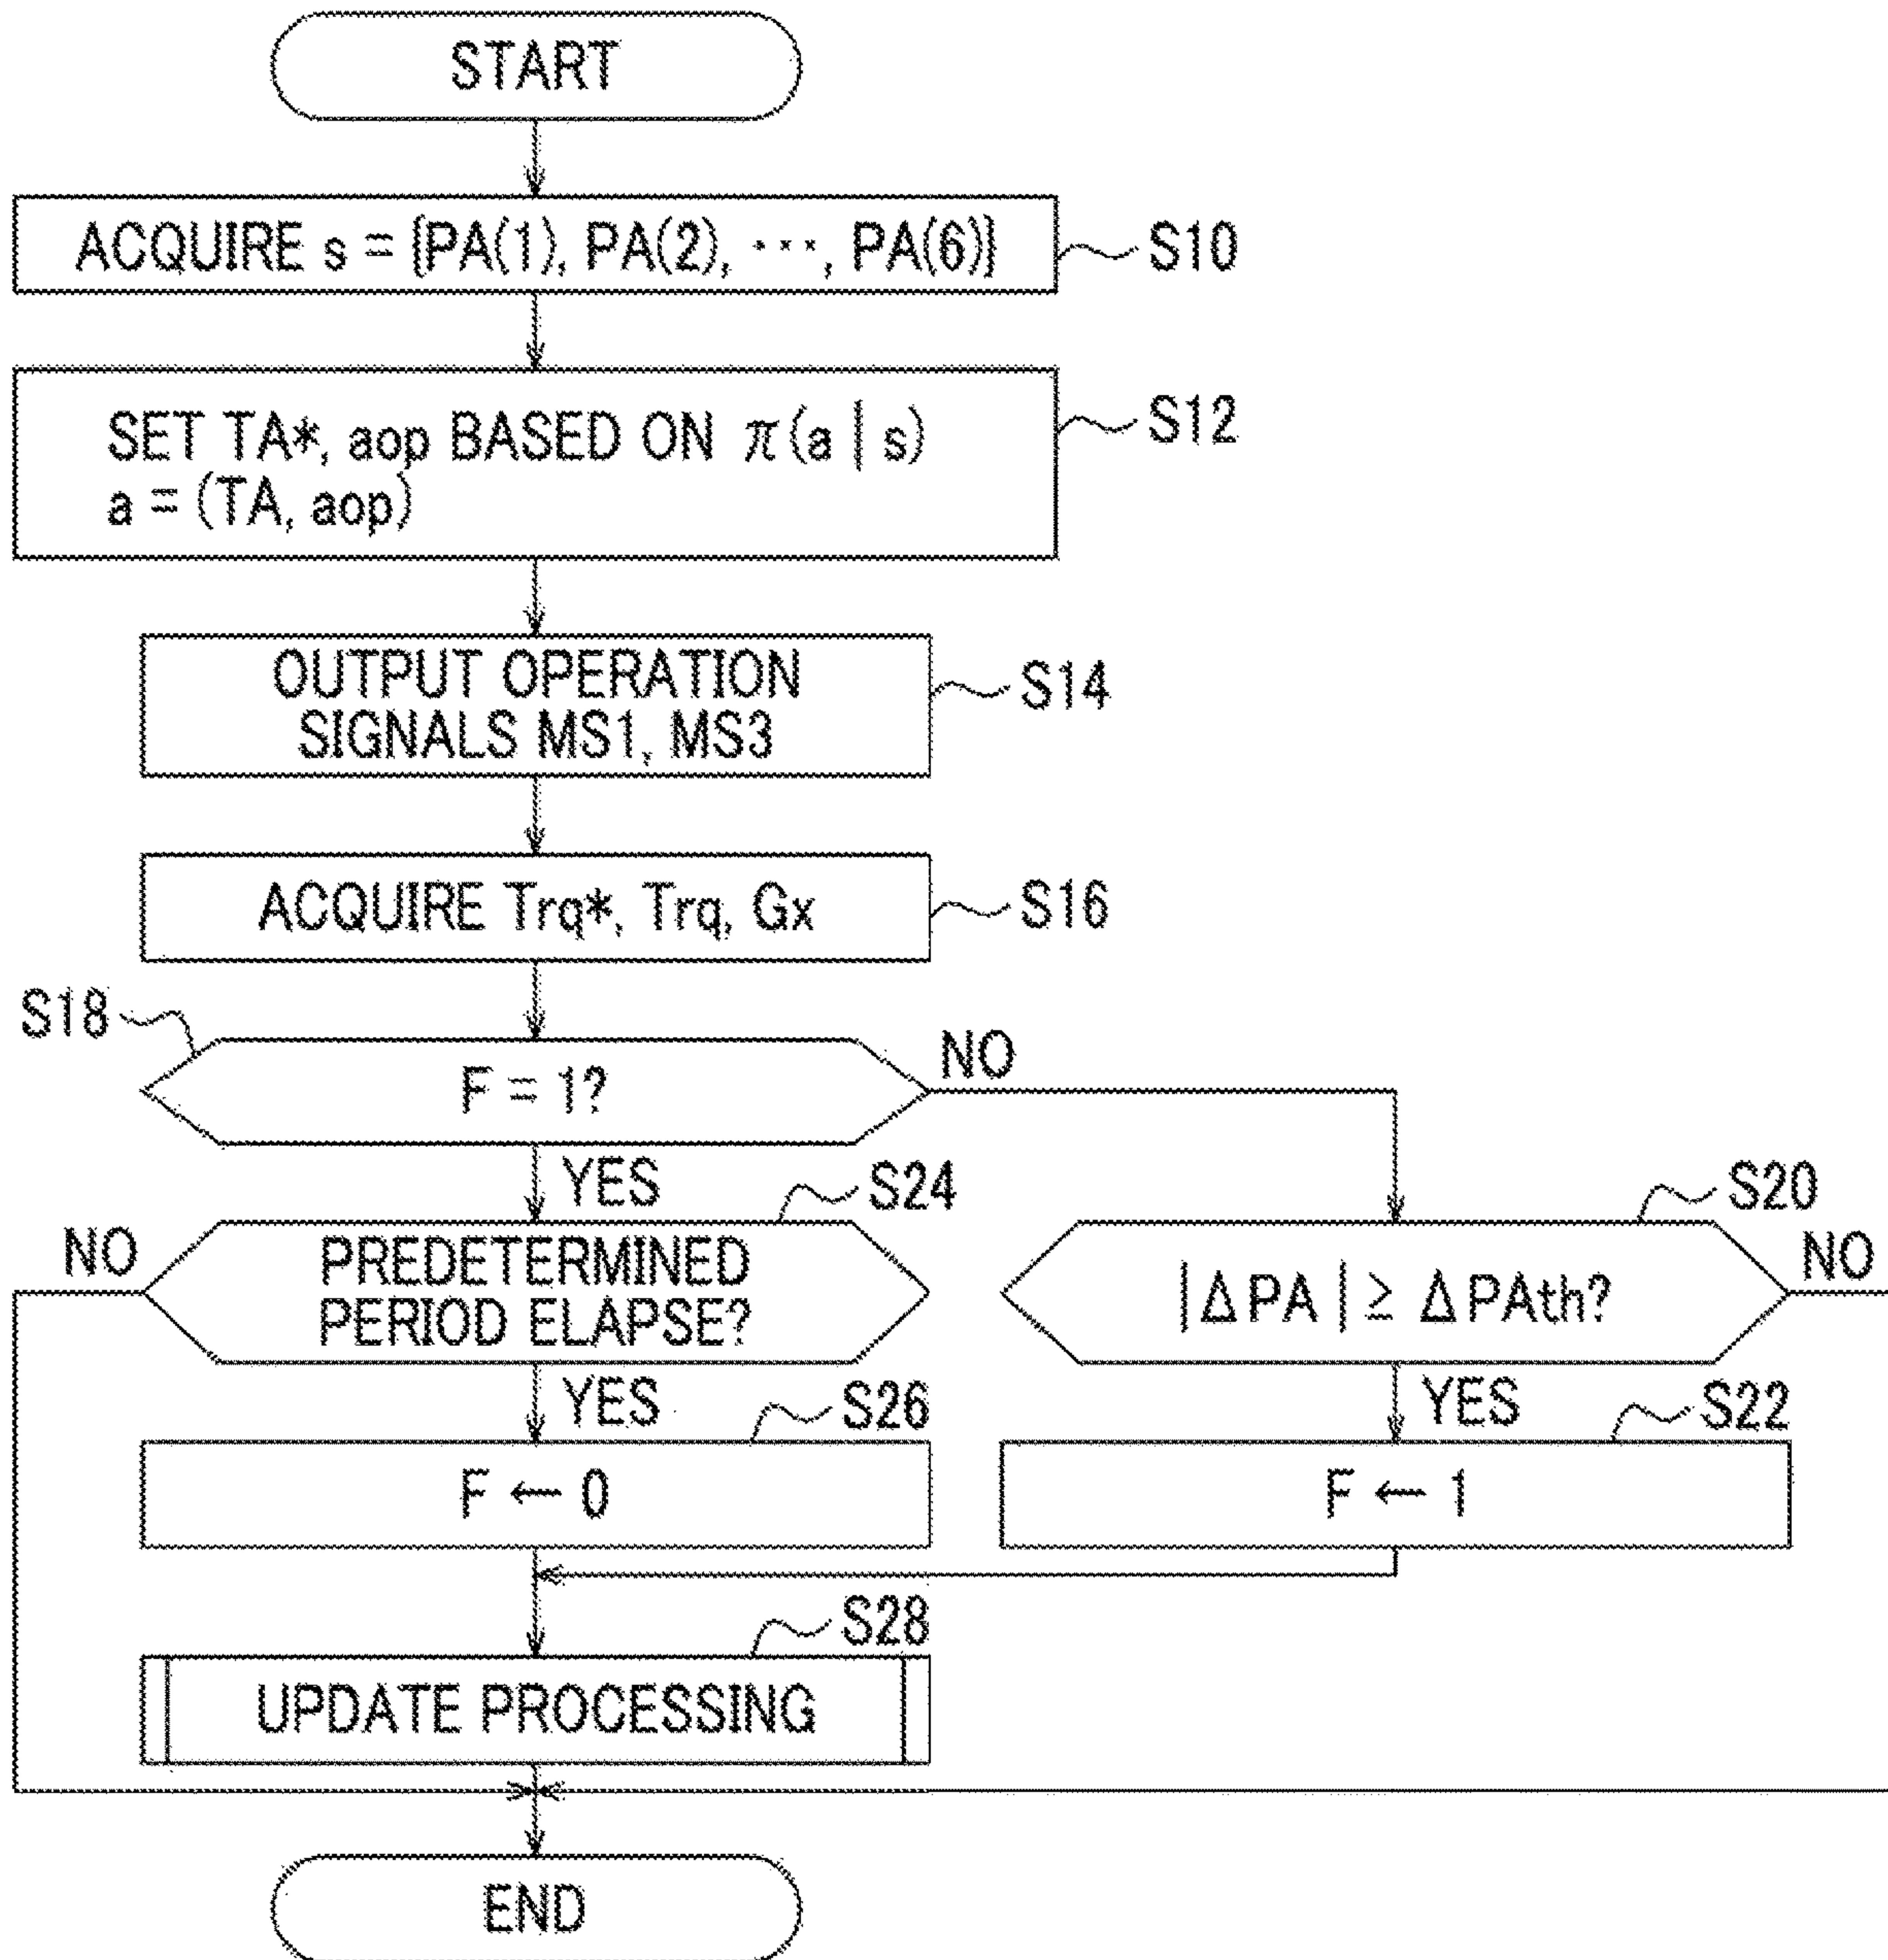 START
ACQUIRE s = {PA(1), PA(2), ···, PA(6)}
S10
SET TA*, aop BASED ON π(a | s)
a = (TA, aop)
S12
OUTPUT OPERATION
SIGNALS MS1, MS3
S14
ACQUIRE Trq*, Trq, Gx
S16
S18
F = 1?
NO
YES
S24
S20
NO
PREDETERMINED
PERIOD ELAPSE?
|ΔPA| ≥ ΔPAth?
NO
YES
S26
YES
S22
F ← 0
F ← 1
S28
UPDATE PROCESSING
END